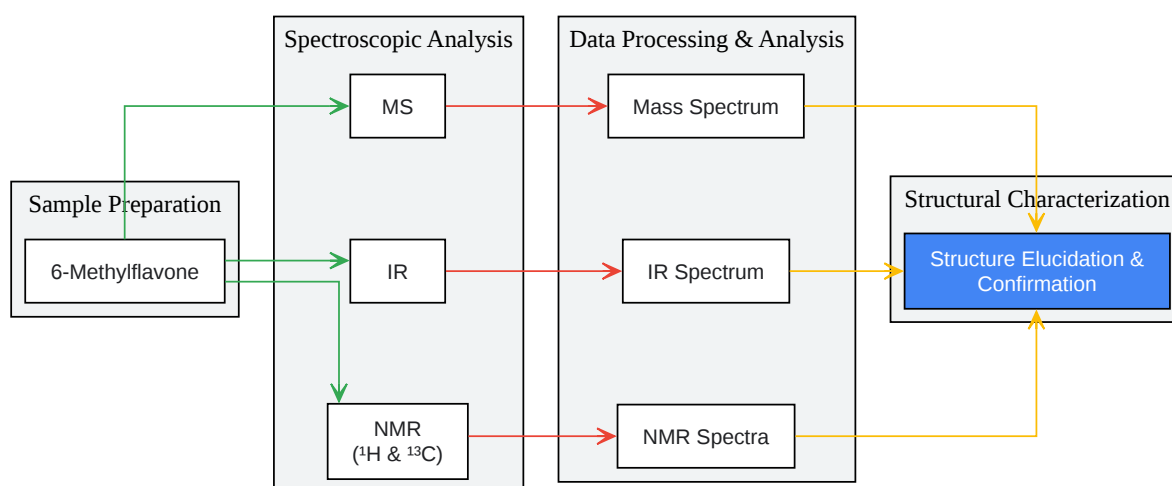 Spectroscopic Analysis
Data Processing & Analysis
MS
Mass Spectrum
Sample Preparation
Structural Characterization
6-Methylflavone
IR
IR Spectrum
Structure Elucidation &
Confirmation
NMR
(¹H & ¹³C)
NMR Spectra